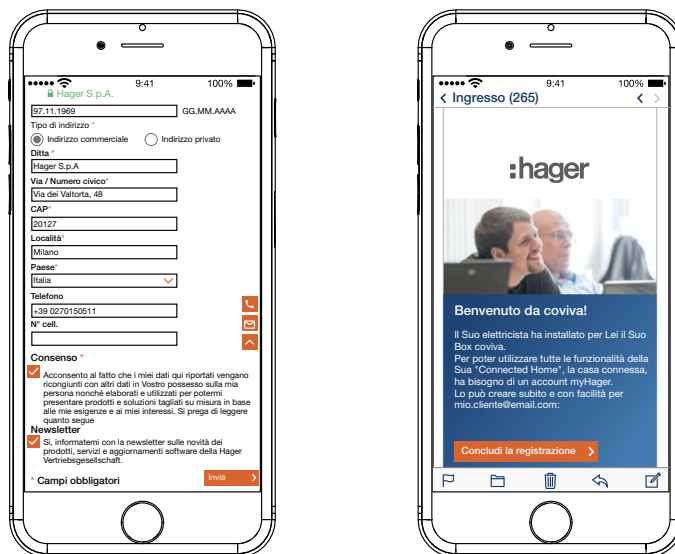 9:41
100%
Hager S.p.A.
97.11.1969
GG.MM.AAAA
Tipo di indirizzo *
Indirizzo commerciale
Indirizzo privato
Ditta *
Hager S.p.A
Via / Numero civico*
Via dei Valtorta, 48
CAP*
20127
Località*
Milano
Paese*
Italia
Telefono
+39 0270150511
N° cell.
Consenso *
Acconsento al fatto che i miei dati qui riportati vengano
ricongiunti con altri dati in Vostro possesso sulla mia
persona nonché elaborati e utilizzati per potermi
presentare prodotti e soluzioni tagliati su misura in base
alle mie esigenze e ai miei interessi. Si prega di leggere
quanto segue
Newsletter
Sì, informatemi con la newsletter sulle novità dei
prodotti, servizi e aggiornamenti software della Hager
Vertriebsgesellschaft.
* Campi obbligatori
Invia
9:41
100%
Ingresso (265)
:hager
Benvenuto da coviva!
Il Suo elettricista ha installato per Lei il Suo
Box coviva.
Per poter utilizzare tutte le funzionalità della
Sua "Connected Home", la casa connessa,
ha bisogno di un account myHager.
Lo può creare subito e con facilità per
mio.cliente@email.com:
Concludi la registrazione